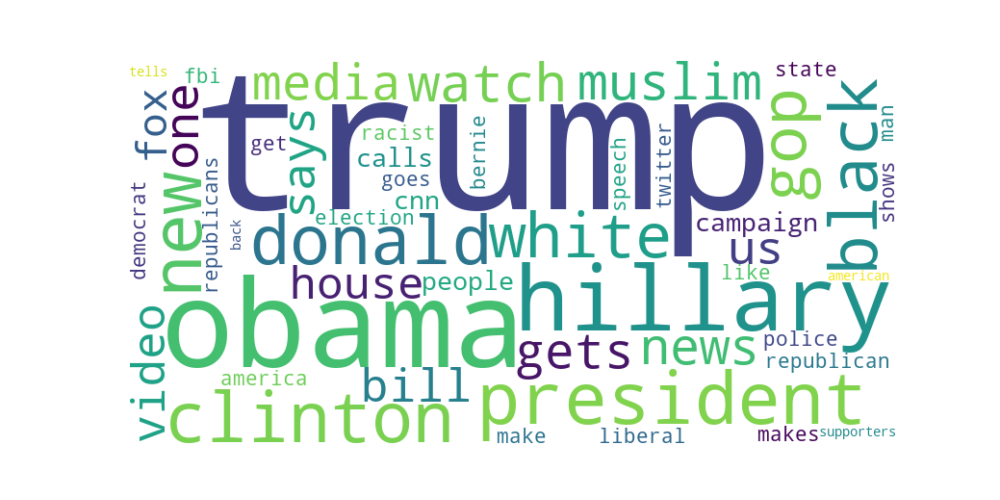 tells
fbi
media
watch
muslim
state
trump
fox
one
says
get
racist
calls
goes
cnn
bernie
speech
twitter
gop
black
man
shows
democrat
new
republicans
back
election
donald
white
campaign
us
house
people
like
american
obama
hillary
video
gets
news
police
republican
america
bill
president
clinton
make
liberal
makes
supporters